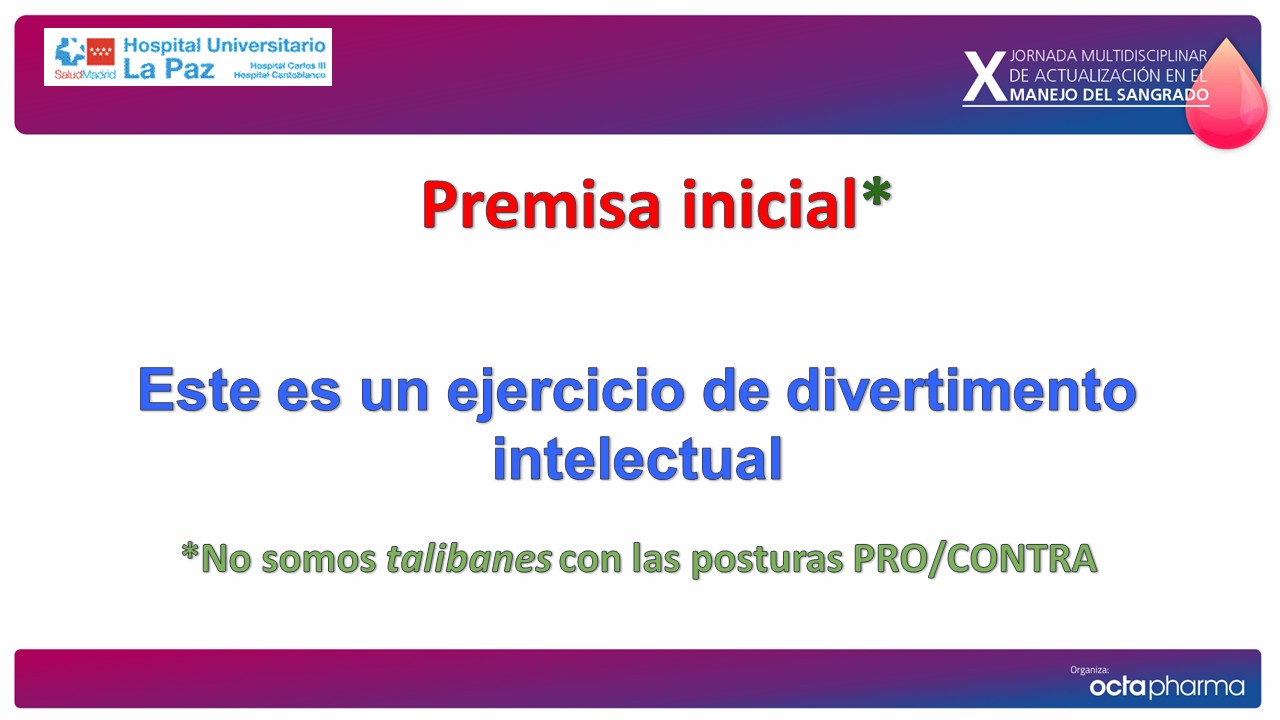 Hospital Universitario
La Paz
Hospital Carlos III
Hospital Cantoblanco
SaludMadrid
X JORNADA MULTIDISCIPLINAR
DE ACTUALIZACIÓN EN EL
MANEJO DEL SANGRADO
Premisa inicial*
Este es un ejercicio de divertimento
intelectual
*No somos talibanes con las posturas PRO/CONTRA
Organiza:
octapharma